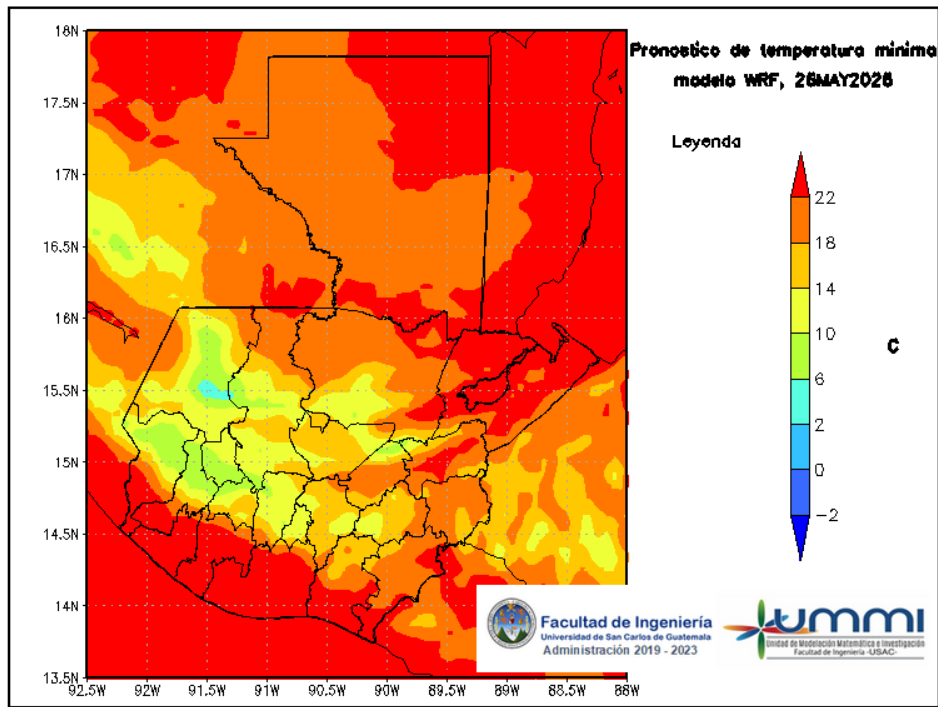 Pronostico de temperatura minima
modelo WRF, 26MAY2026
Leyenda
22
18
14
10
6
2
0
-2
C
18N
17.5N
17N
16.5N
16N
15.5N
15N
14.5N
14N
13.5N
92.5W 92W 91.5W 91W 90.5W 90W 89.5W 89W 88.5W 88W
Facultad de Ingeniería
Universidad de San Carlos de Guatemala
Administración 2019 - 2023
ummi
Unidad de Modelación Matemática e Investigación
Facultad de Ingeniería -USAC-